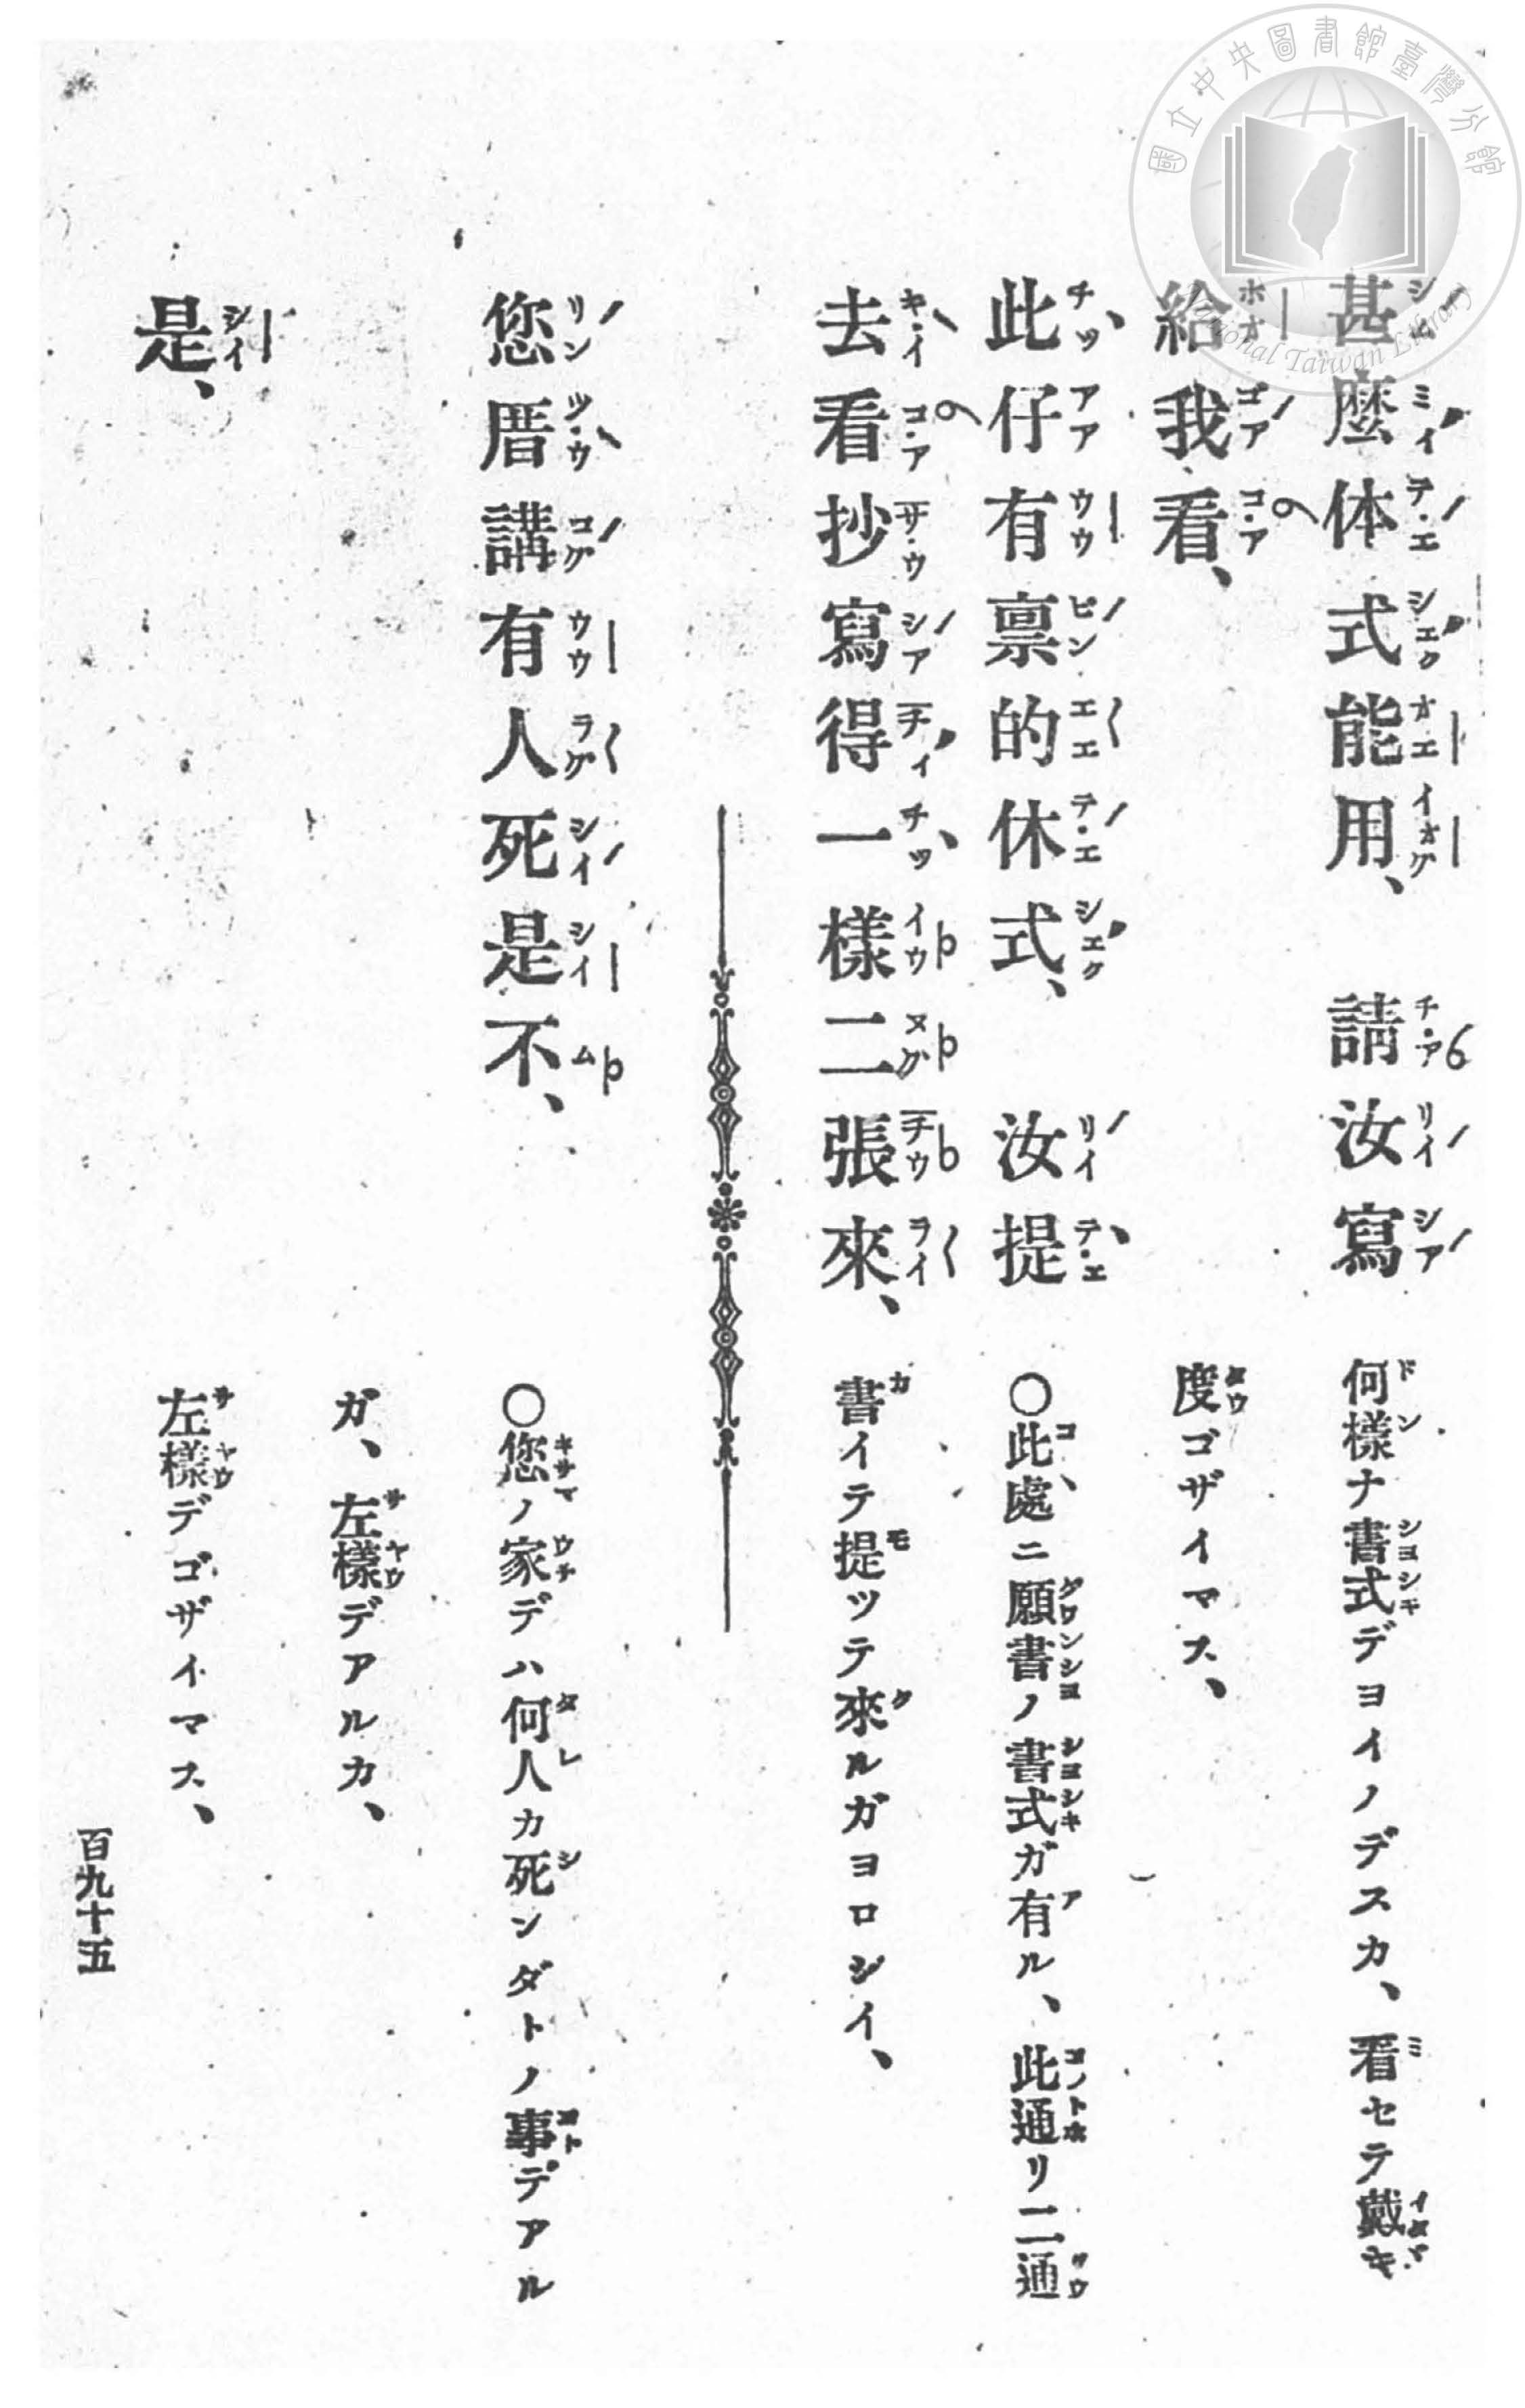 國立中央圖書館臺灣分館
National Taiwan Library
甚麼体式能用、 請汝寫
給我看、
此仔有禀的休式、 汝提
去看抄寫得一樣二張來、
您厝講有人死是不、
是、
何樣ナ書式デヨイノデスカ、看セテ戴キ
度ゴザイマス、
〇此處ニ願書ノ書式ガ有ル、此通リ二通
書イテ提ツテ來ルガヨロシイ、
〇您ノ家デハ何人カ死ンダトノ事デアル
ガ、左樣デアルカ、
左樣デゴザイマス、
百九十五